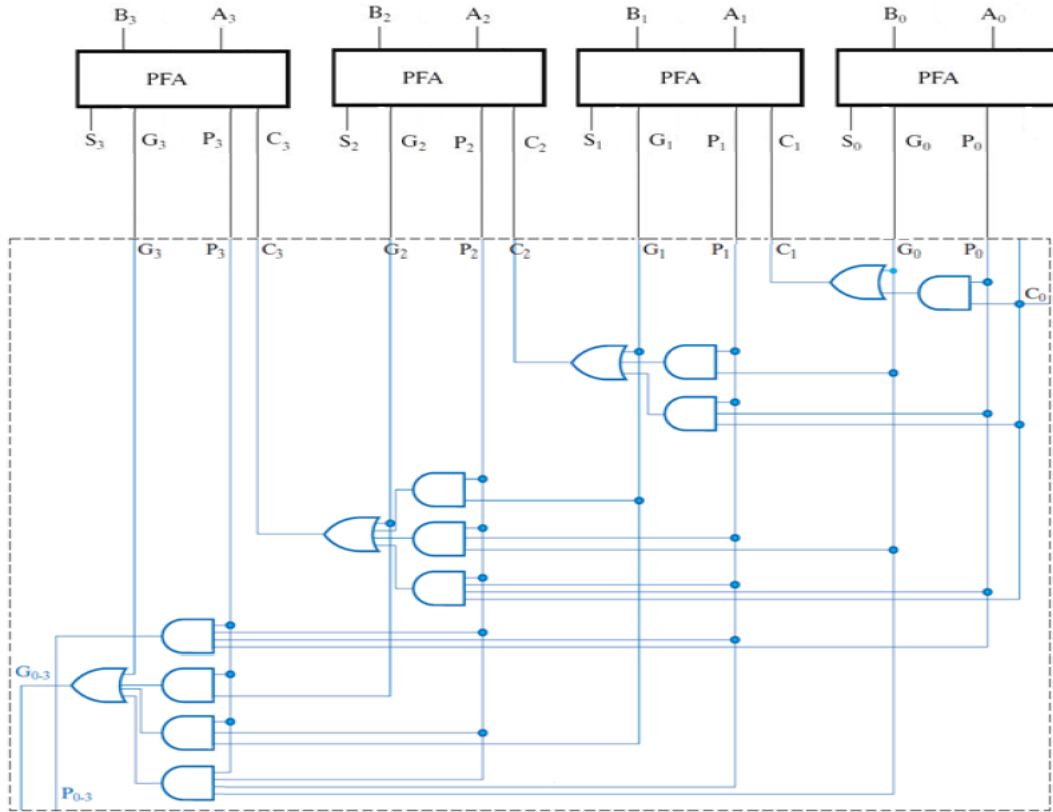 B₃ A₃ B₂ A₂ B₁ A₁ B₀ A₀
PFA PFA PFA PFA
S₃ G₃ P₃ C₃ S₂ G₂ P₂ C₂ S₁ G₁ P₁ C₁ S₀ G₀ P₀
G₃ P₃ C₃ G₂ P₂ C₂ G₁ P₁ C₁ G₀ P₀
C₀
G₀₋₃
P₀₋₃